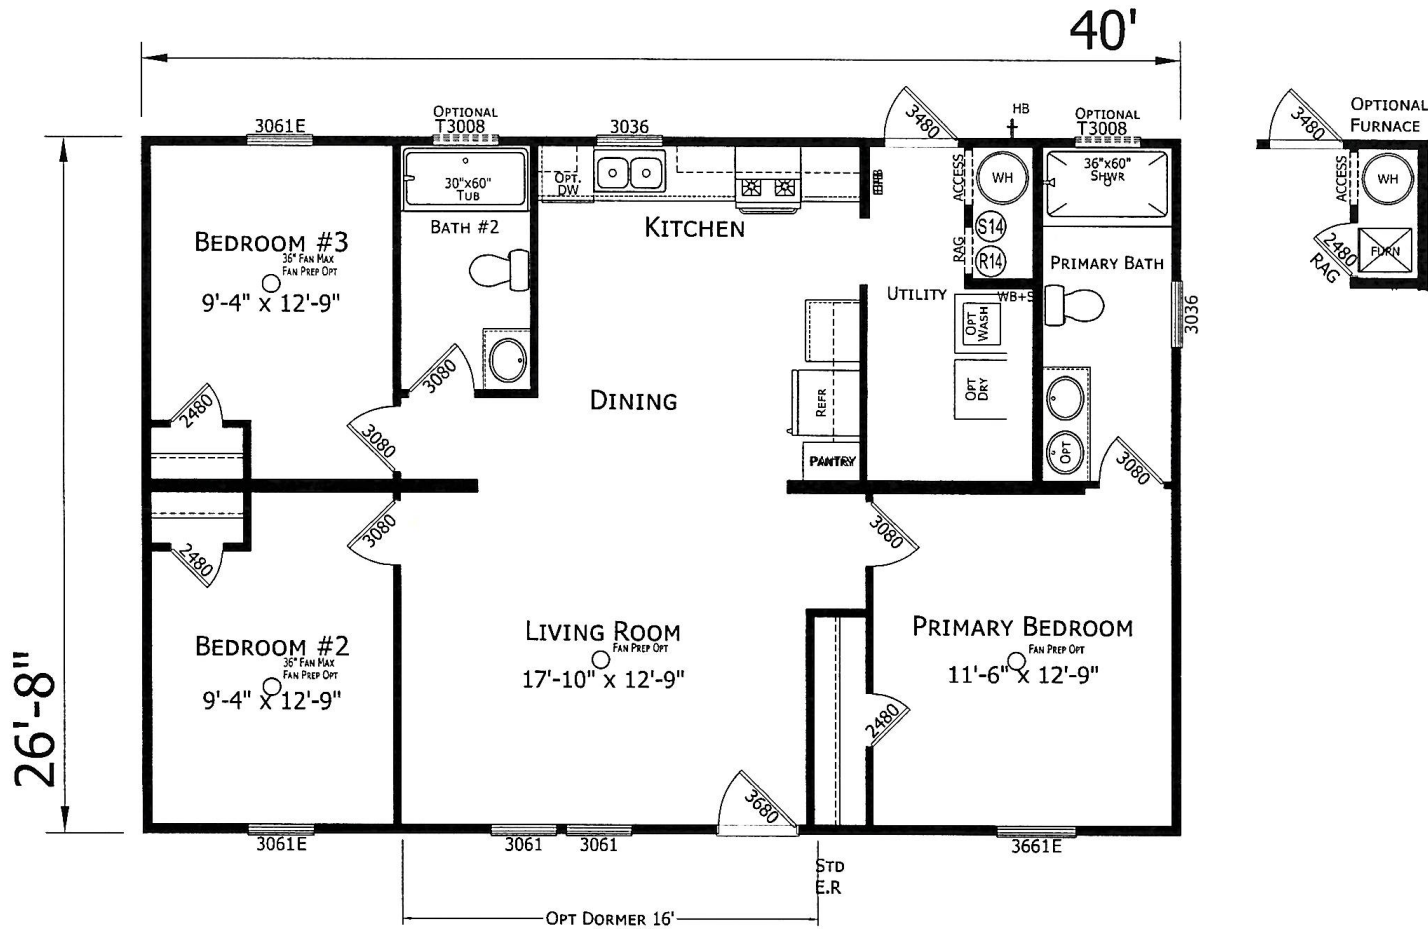 40'
26'-8"
3061E
OPTIONAL
T3008
3036
3480
HB
OPTIONAL
T3008
3480
OPTIONAL
FURNACE
30"x60"
TUB
OPT.
DW
ACCESS
WH
36"x60"
SHWR
ACCESS
WH
BEDROOM #3
36" FAN MAX
FAN PREP OPT
9'-4" x 12'-9"
BATH #2
KITCHEN
S14
RAG
R14
PRIMARY BATH
2480
RAG
FURN
UTILITY
WB+S
OPT
WASH
3036
3080
DINING
REFR
OPT
DRY
2480
3080
PANTRY
OPT
3080
2480
3080
3080
BEDROOM #2
36" FAN MAX
FAN PREP OPT
9'-4" x 12'-9"
LIVING ROOM
FAN PREP OPT
17'-10" x 12'-9"
PRIMARY BEDROOM
FAN PREP OPT
11'-6" x 12'-9"
2480
3680
3061E
3061
3061
3661E
STD
E.R
OPT DORMER 16'